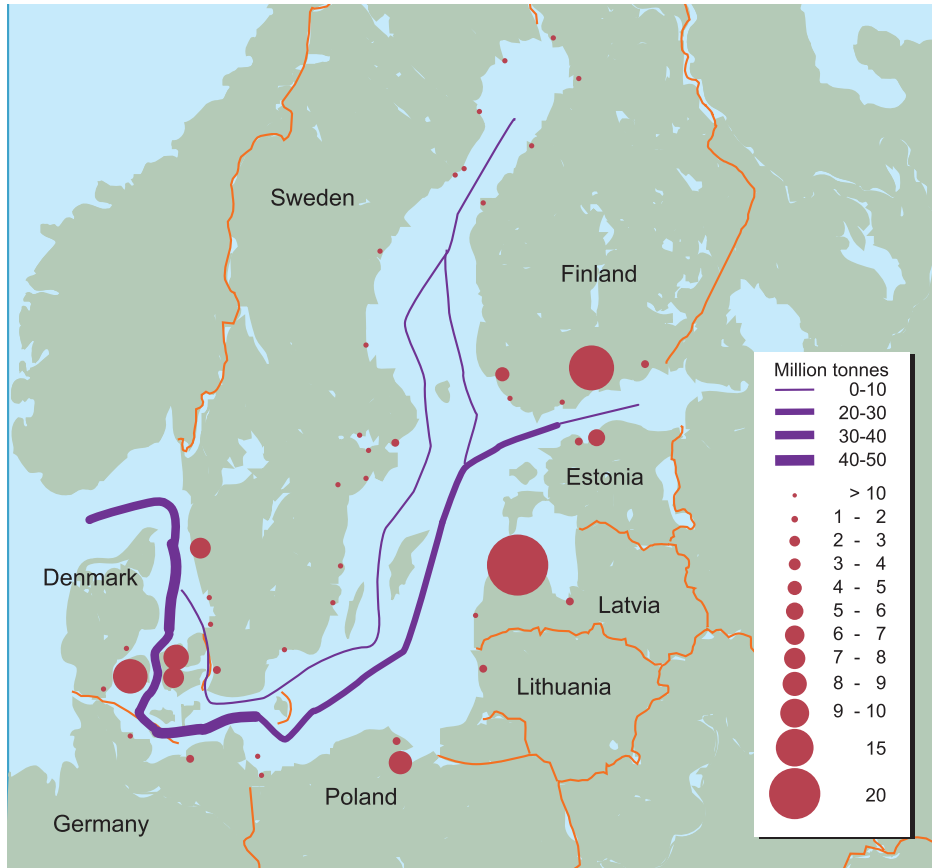 Sweden
Finland
Million tonnes
0-10
20-30
30-40
40-50
Estonia
> 10
1 - 2
2 - 3
3 - 4
4 - 5
5 - 6
6 - 7
7 - 8
8 - 9
9 - 10
15
20
Denmark
Latvia
Lithuania
Poland
Germany